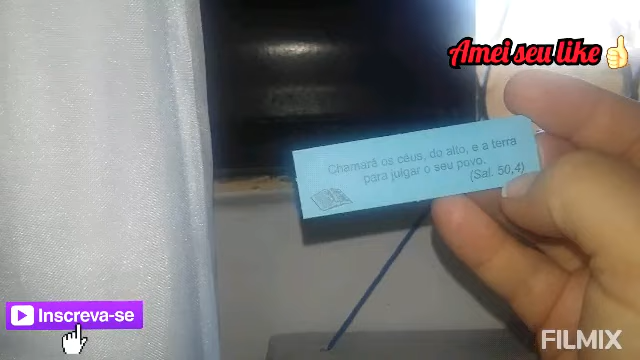 Amei seu like
Chamará os céus, do alto, e a terra
para julgar o seu povo.
(Sal. 50,4)
Inscreva-se
FILMIX